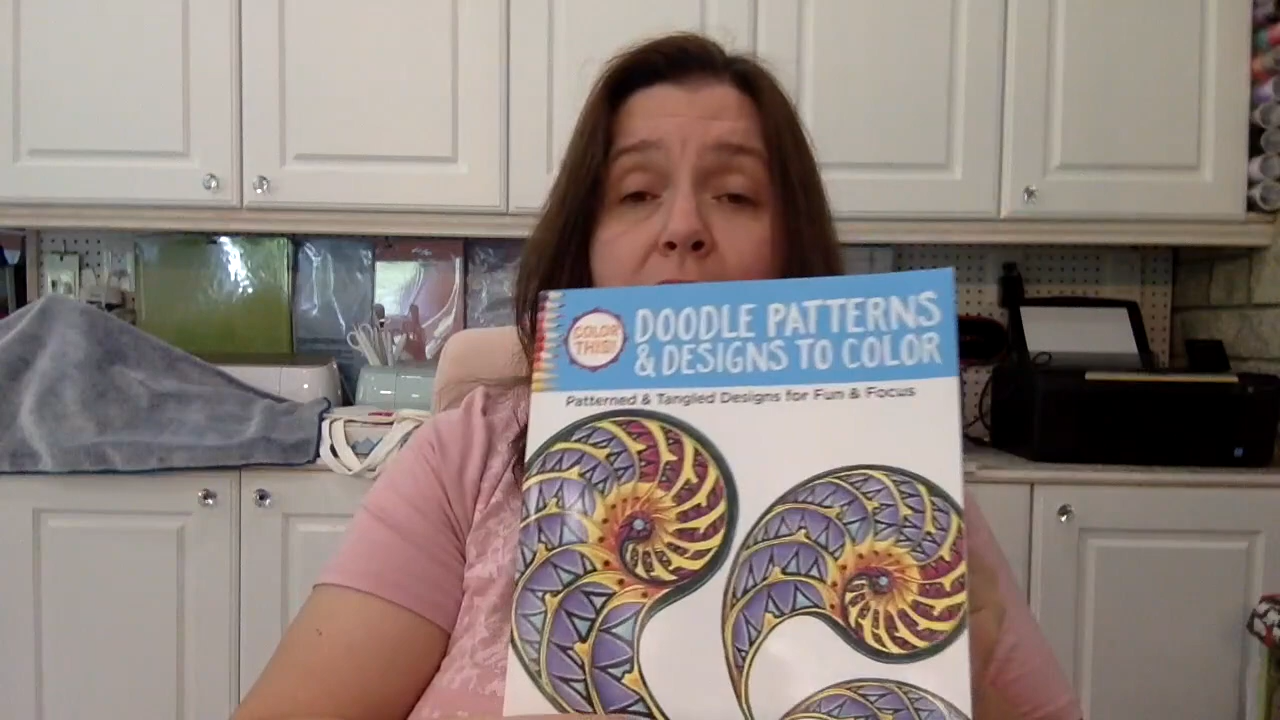 COLOR
THIS!
DOODLE PATTERNS
& DESIGNS TO COLOR
Patterned & Tangled Designs for Fun & Focus